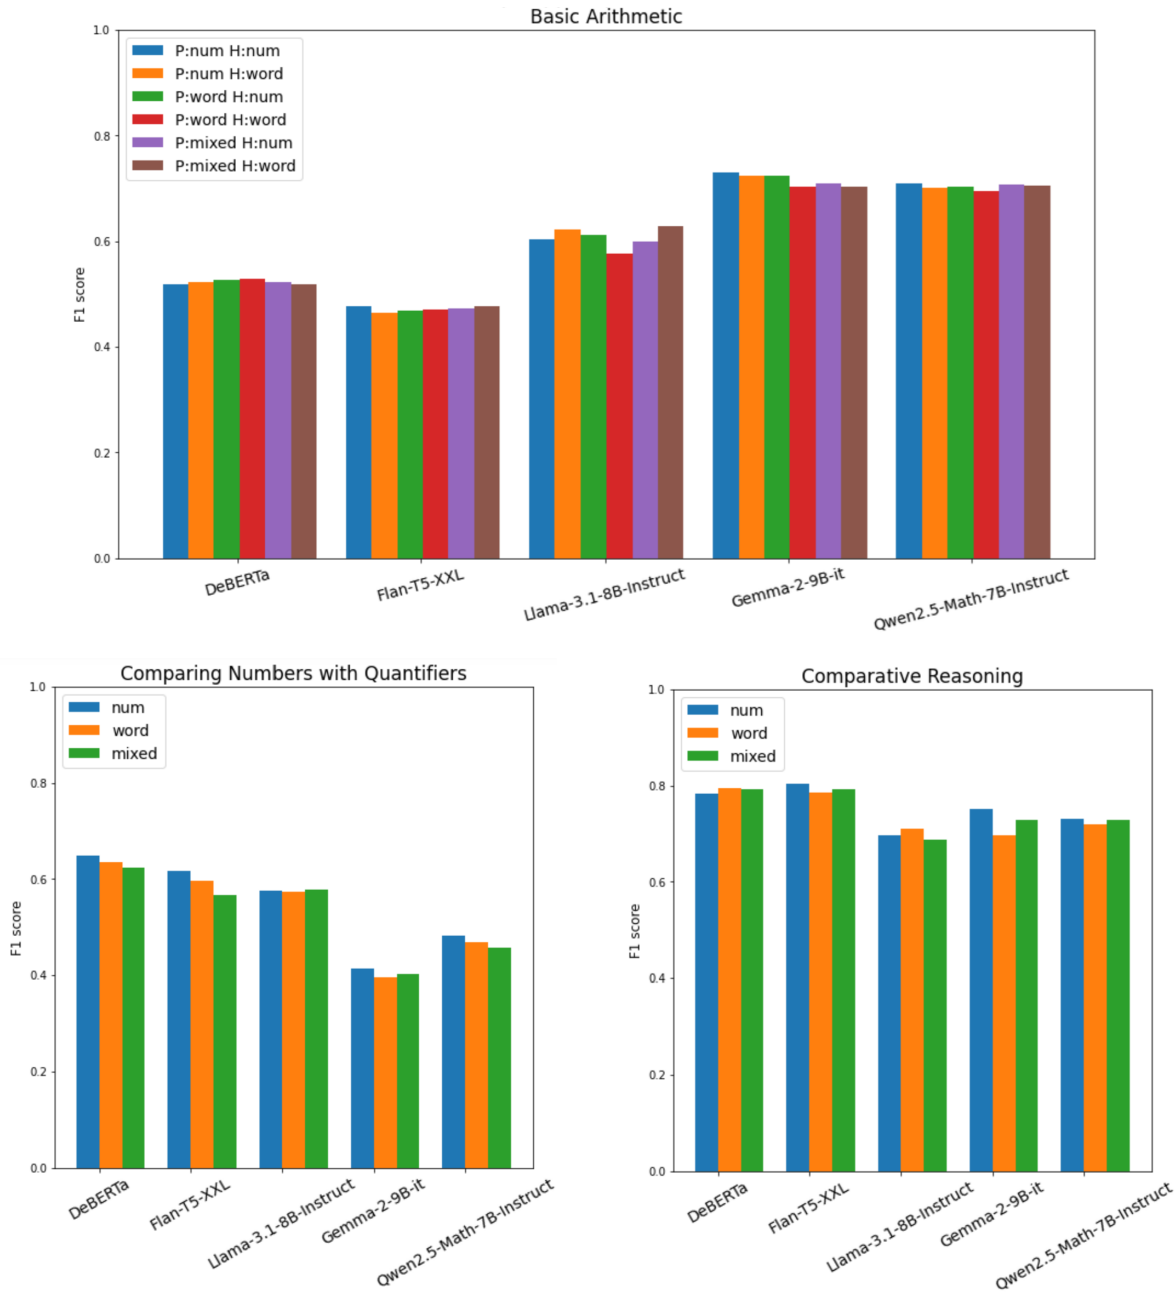 Basic Arithmetic
1.0
P:num H:num
P:num H:word
P:word H:num
P:word H:word
P:mixed H:num
P:mixed H:word
0.8
0.6
F1 score
0.4
0.2
0.0
DeBERTa
Flan-T5-XXL
Llama-3.1-8B-Instruct
Gemma-2-9B-it
Qwen2.5-Math-7B-Instruct
Comparing Numbers with Quantifiers
1.0
num
word
mixed
0.8
0.6
F1 score
0.4
0.2
0.0
DeBERTa
Flan-T5-XXL
Llama-3.1-8B-Instruct
Gemma-2-9B-it
Qwen2.5-Math-7B-Instruct
Comparative Reasoning
1.0
num
word
mixed
0.8
0.6
F1 score
0.4
0.2
0.0
DeBERTa
Flan-T5-XXL
Llama-3.1-8B-Instruct
Gemma-2-9B-it
Qwen2.5-Math-7B-Instruct